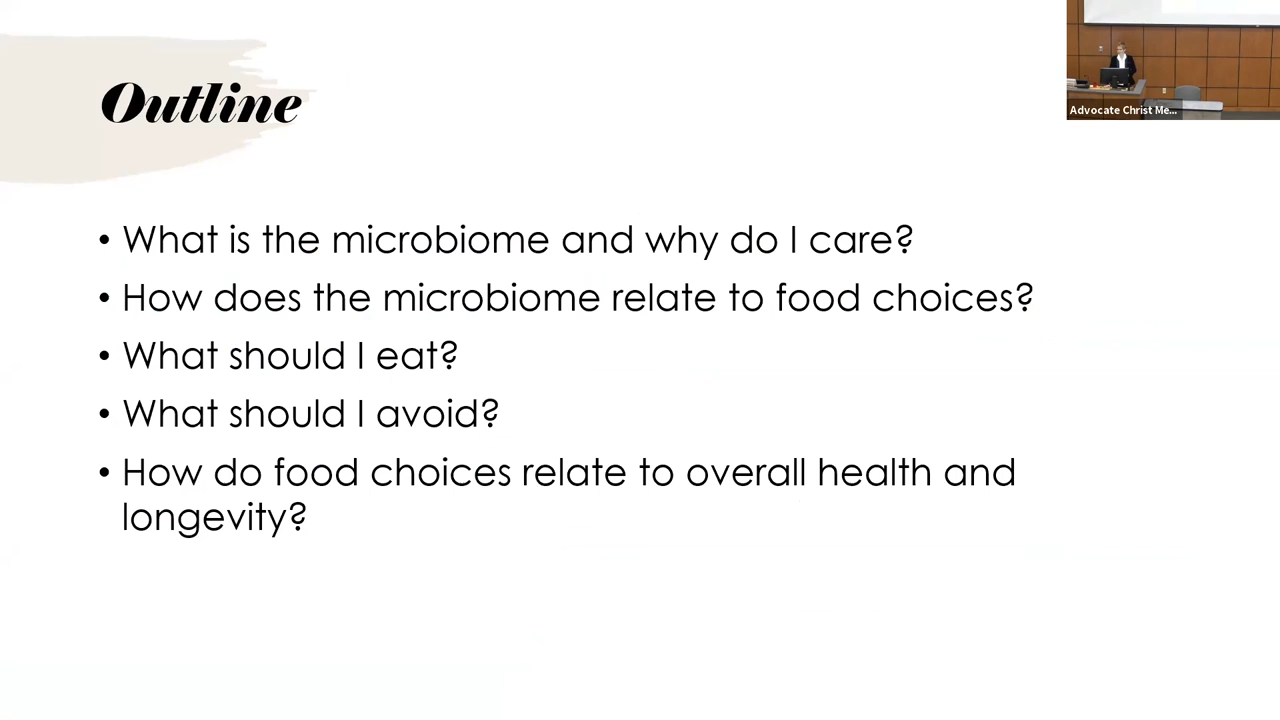 Outline
Advocate Christ Me...
• What is the microbiome and why do I care?
• How does the microbiome relate to food choices?
• What should I eat?
• What should I avoid?
• How do food choices relate to overall health and
longevity?